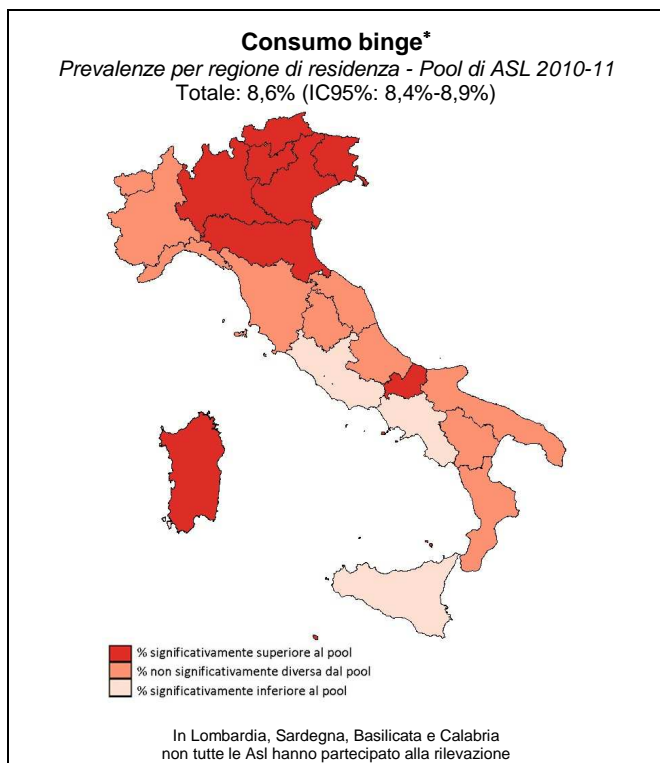 Consumo binge*
Prevalenze per regione di residenza - Pool di ASL 2010-11
Totale: 8,6% (IC95%: 8,4%-8,9%)
% significativamente superiore al pool
% non significativamente diversa dal pool
% significativamente inferiore al pool
In Lombardia, Sardegna, Basilicata e Calabria
non tutte le Asl hanno partecipato alla rilevazione